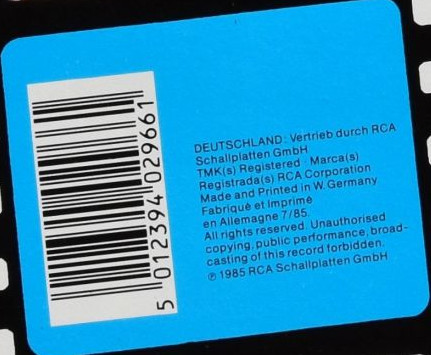 5 012394 029661
DEUTSCHLAND: Vertrieb durch RCA
Schallplatten GmbH
TMK(s) Registered · Marca(s)
Registrada(s) RCA Corporation
Made and Printed in W. Germany
Fabriqué et Imprimé
en Allemagne 7/85.
All rights reserved. Unauthorised
copying, public performance, broad-
casting of this record forbidden.
℗ 1985 RCA Schallplatten GmbH